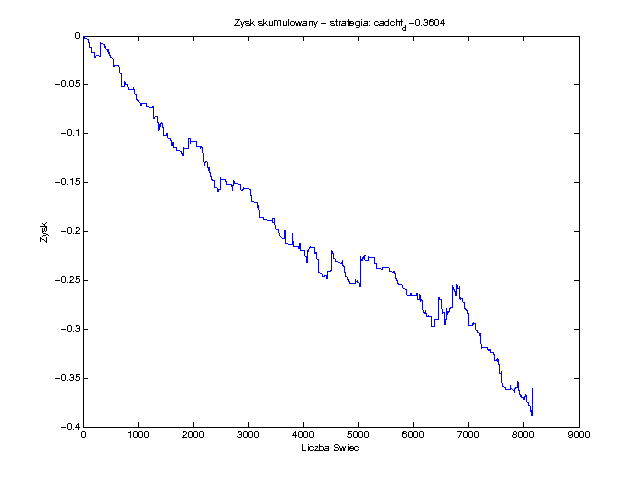 Zysk skumulowany – strategia: cadchf_d –0.3604
0
−0.05
−0.1
−0.15
−0.2
−0.25
−0.3
−0.35
−0.4
Zysk
0 1000 2000 3000 4000 5000 6000 7000 8000 9000
Liczba Swiec